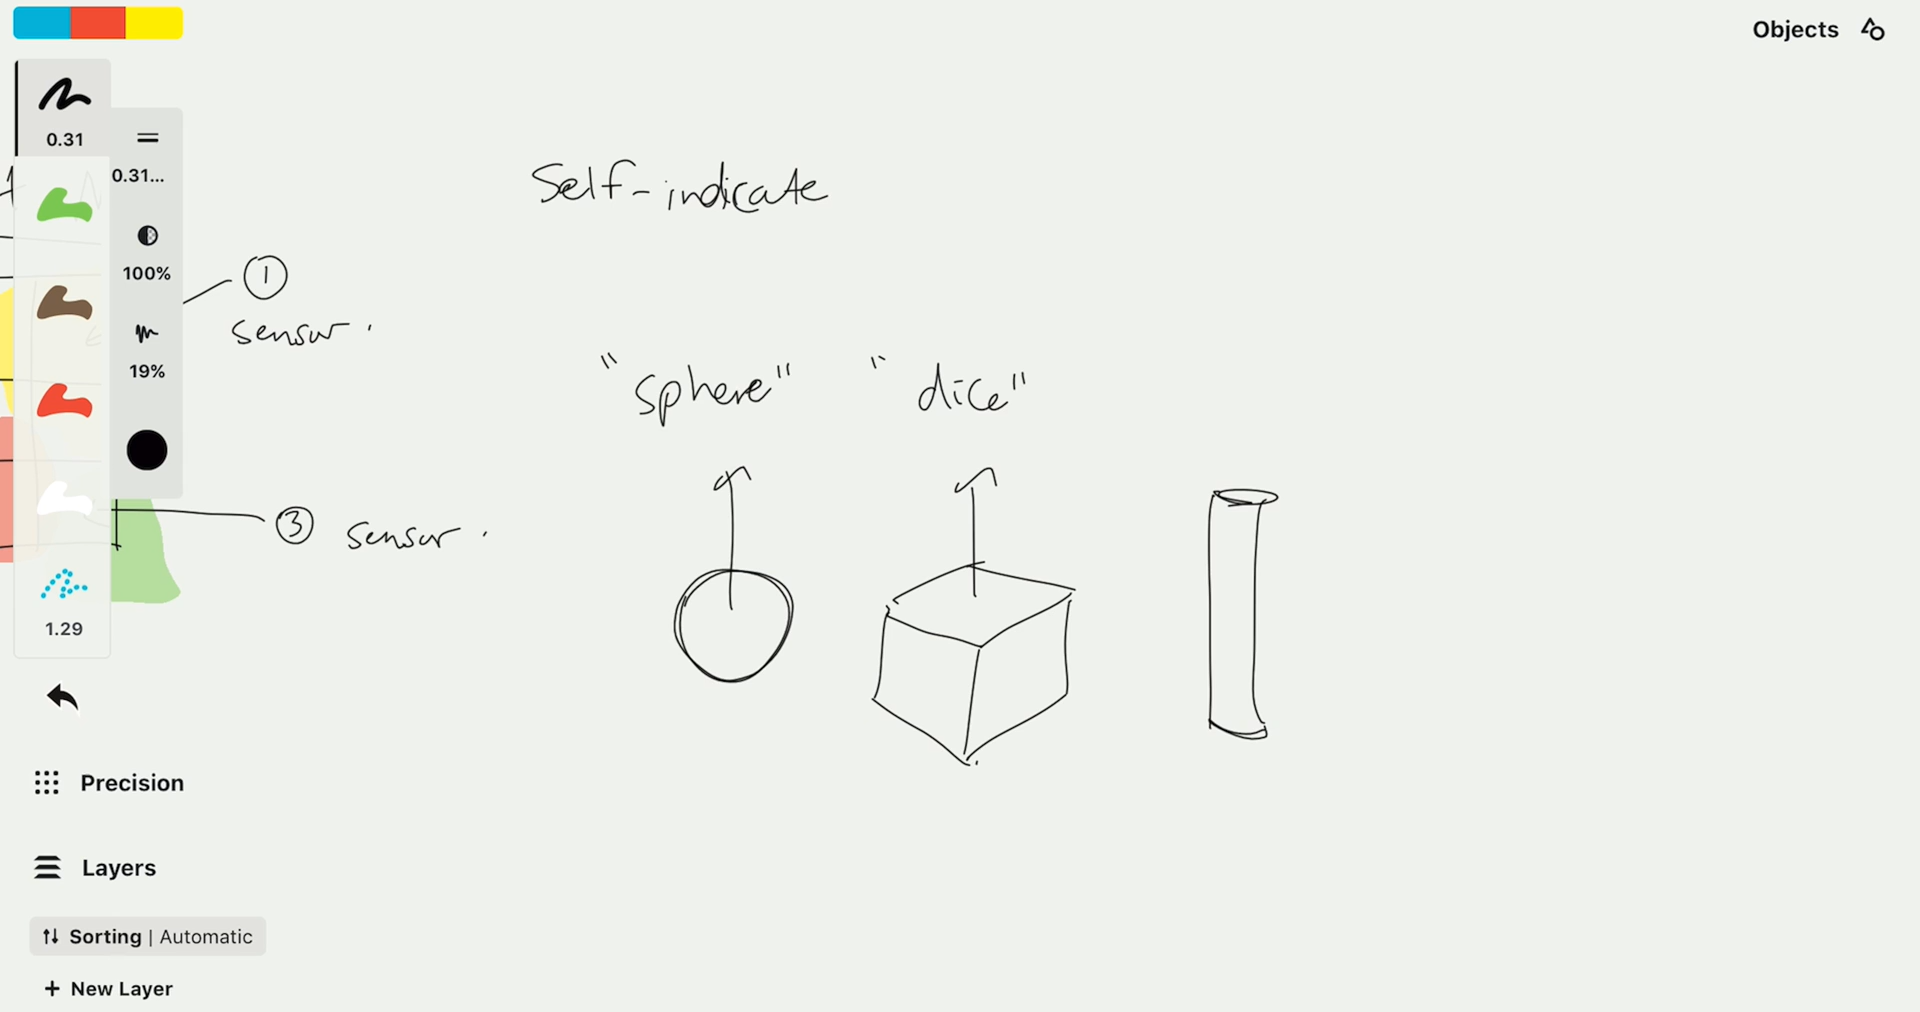 Objects
0.31
0.31...
100%
19%
1.29
Self-indicate
1
sensor.
"sphere" "dice"
3 sensor.
Precision
Layers
Sorting | Automatic
+ New Layer